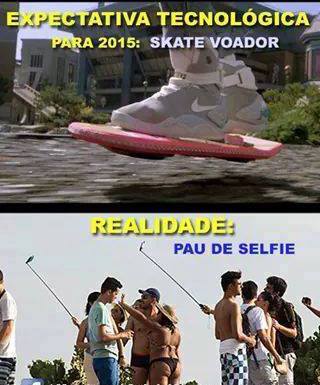 EXPECTATIVA TECNOLÓGICA
PARA 2015: SKATE VOADOR
REALIDADE:
PAU DE SELFIE